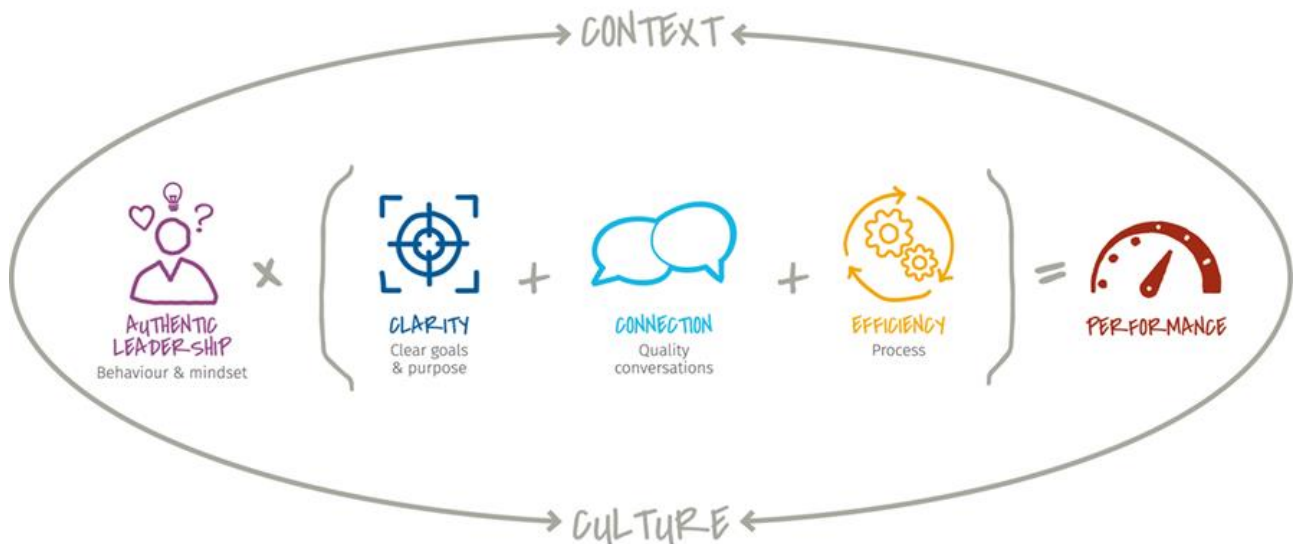 CONTEXT
?
x
(
+
+
)
=
AUTHENTIC
LEADERSHIP
Behaviour & mindset
CLARITY
Clear goals
& purpose
CONNECTION
Quality
conversations
EFFICIENCY
Process
PERFORMANCE
CULTURE